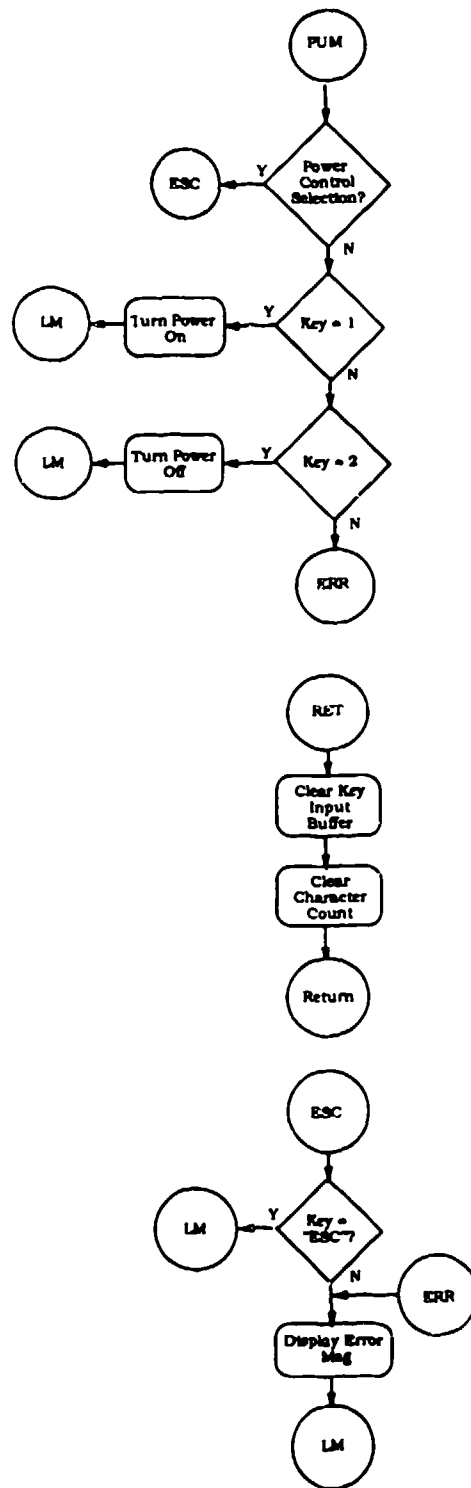 PUM
Y
Power
Control
Selection?
ESC
N
LM
Turn Power
On
Y
Key = 1
N
LM
Turn Power
Off
Y
Key = 2
N
ERR
RET
Clear Key
Input
Buffer
Clear
Character
Count
Return
ESC
LM
Y
Key =
"ESC"?
N
ERR
Display Error
Msg
LM